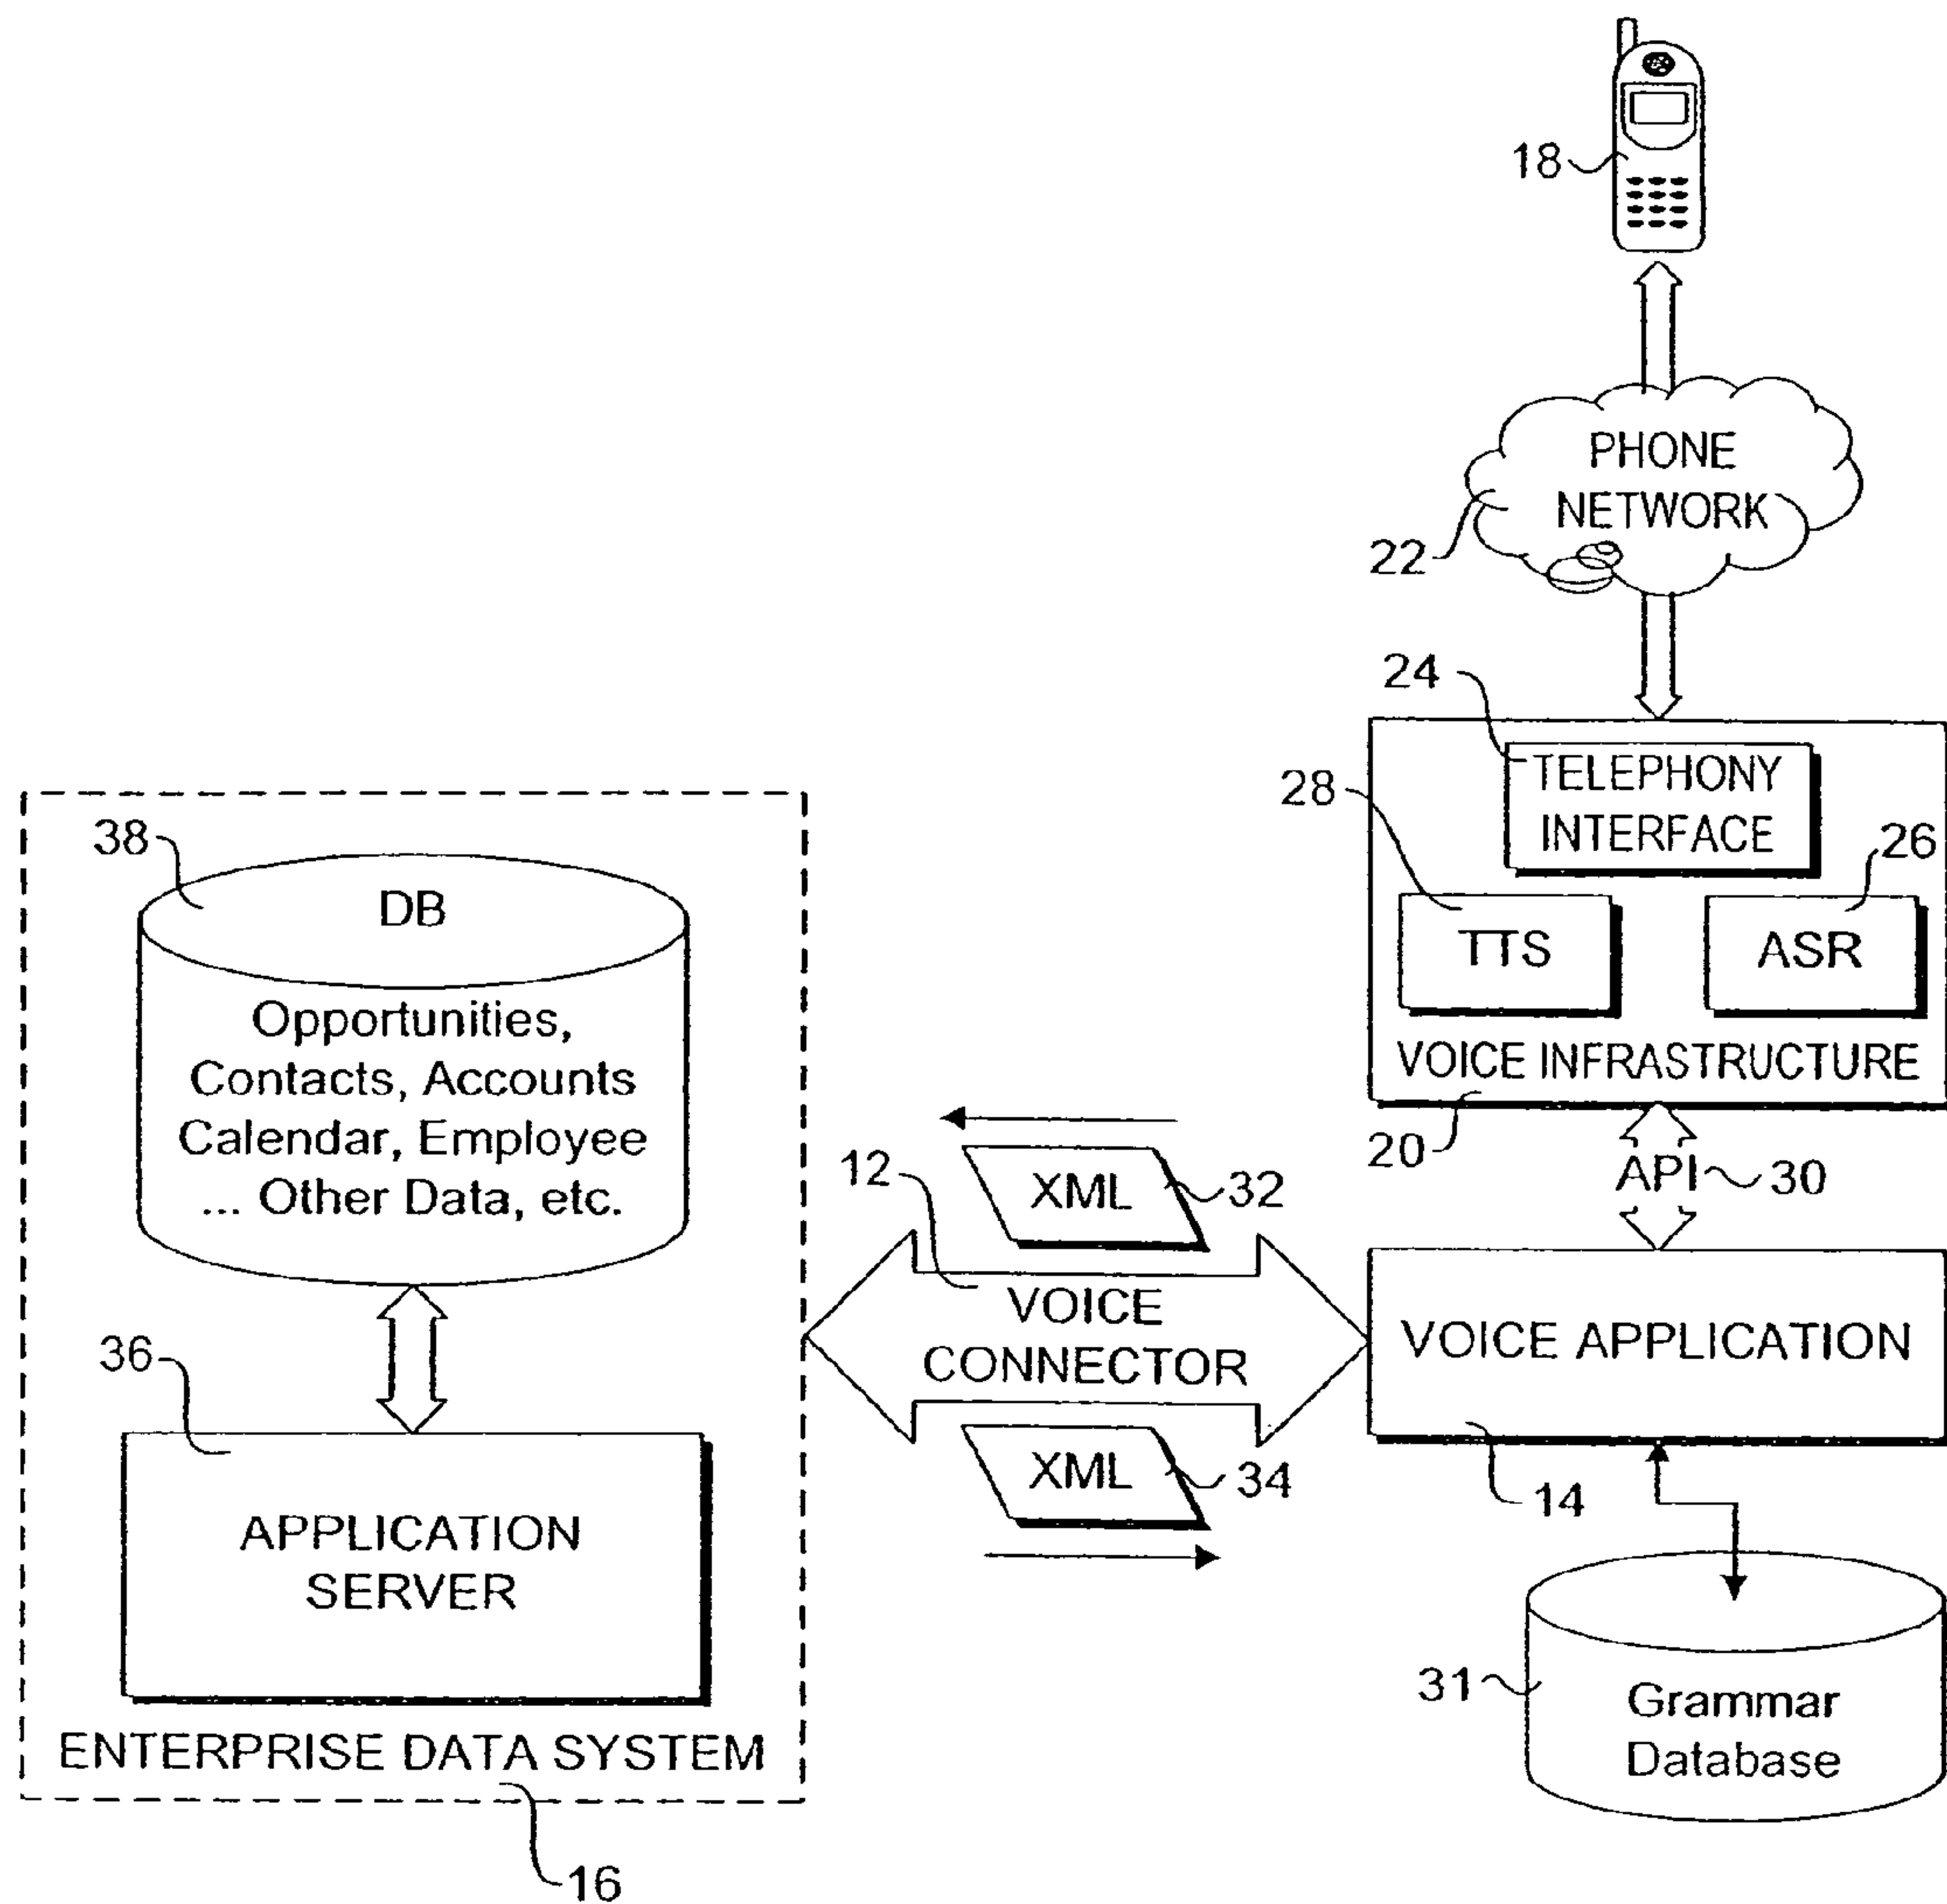 18
PHONE
NETWORK
22
24
TELEPHONY
INTERFACE
28
26
TTS
ASR
VOICE INFRASTRUCTURE
20
API
30
38
DB
Opportunities,
Contacts, Accounts
Calendar, Employee
... Other Data, etc.
36
APPLICATION
SERVER
ENTERPRISE DATA SYSTEM
16
12
XML
32
VOICE
CONNECTOR
XML
34
VOICE APPLICATION
14
31
Grammar
Database